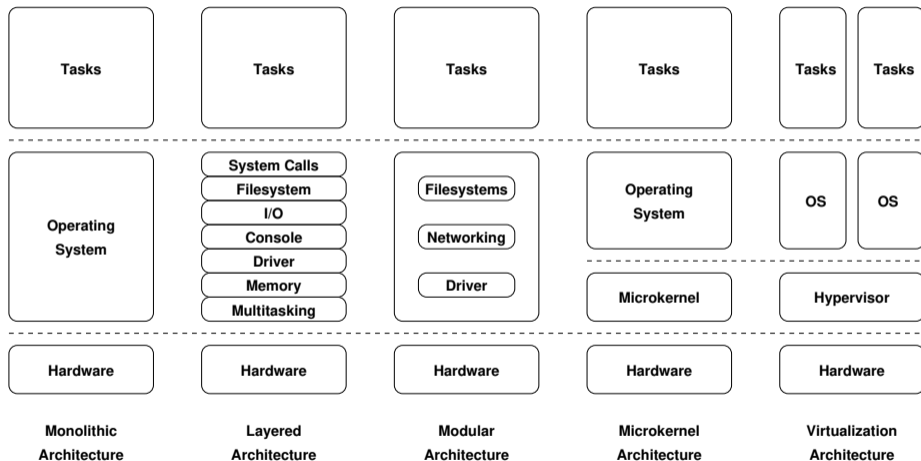 Tasks
Operating
System
Hardware
Monolithic
Architecture
Tasks
System Calls
Filesystem
I/O
Console
Driver
Memory
Multitasking
Hardware
Layered
Architecture
Tasks
Filesystems
Networking
Driver
Hardware
Modular
Architecture
Tasks
Operating
System
Microkernel
Hardware
Microkernel
Architecture
Tasks
Tasks
OS
OS
Hypervisor
Hardware
Virtualization
Architecture